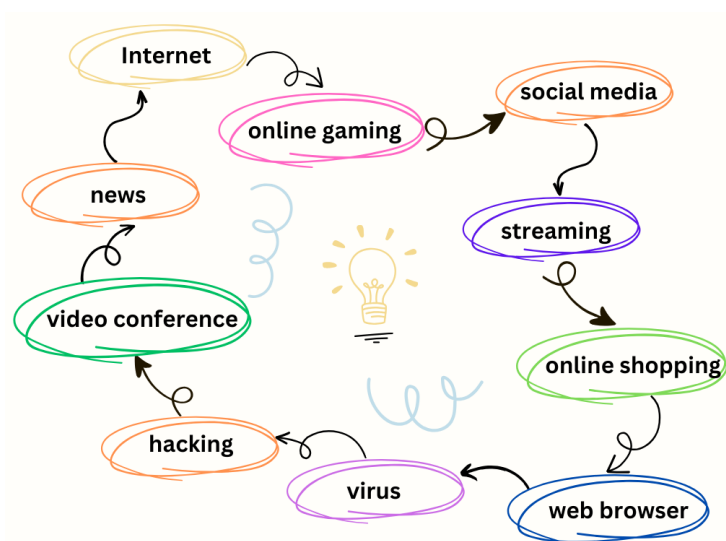 Internet
online gaming
social media
streaming
online shopping
web browser
virus
hacking
video conference
news